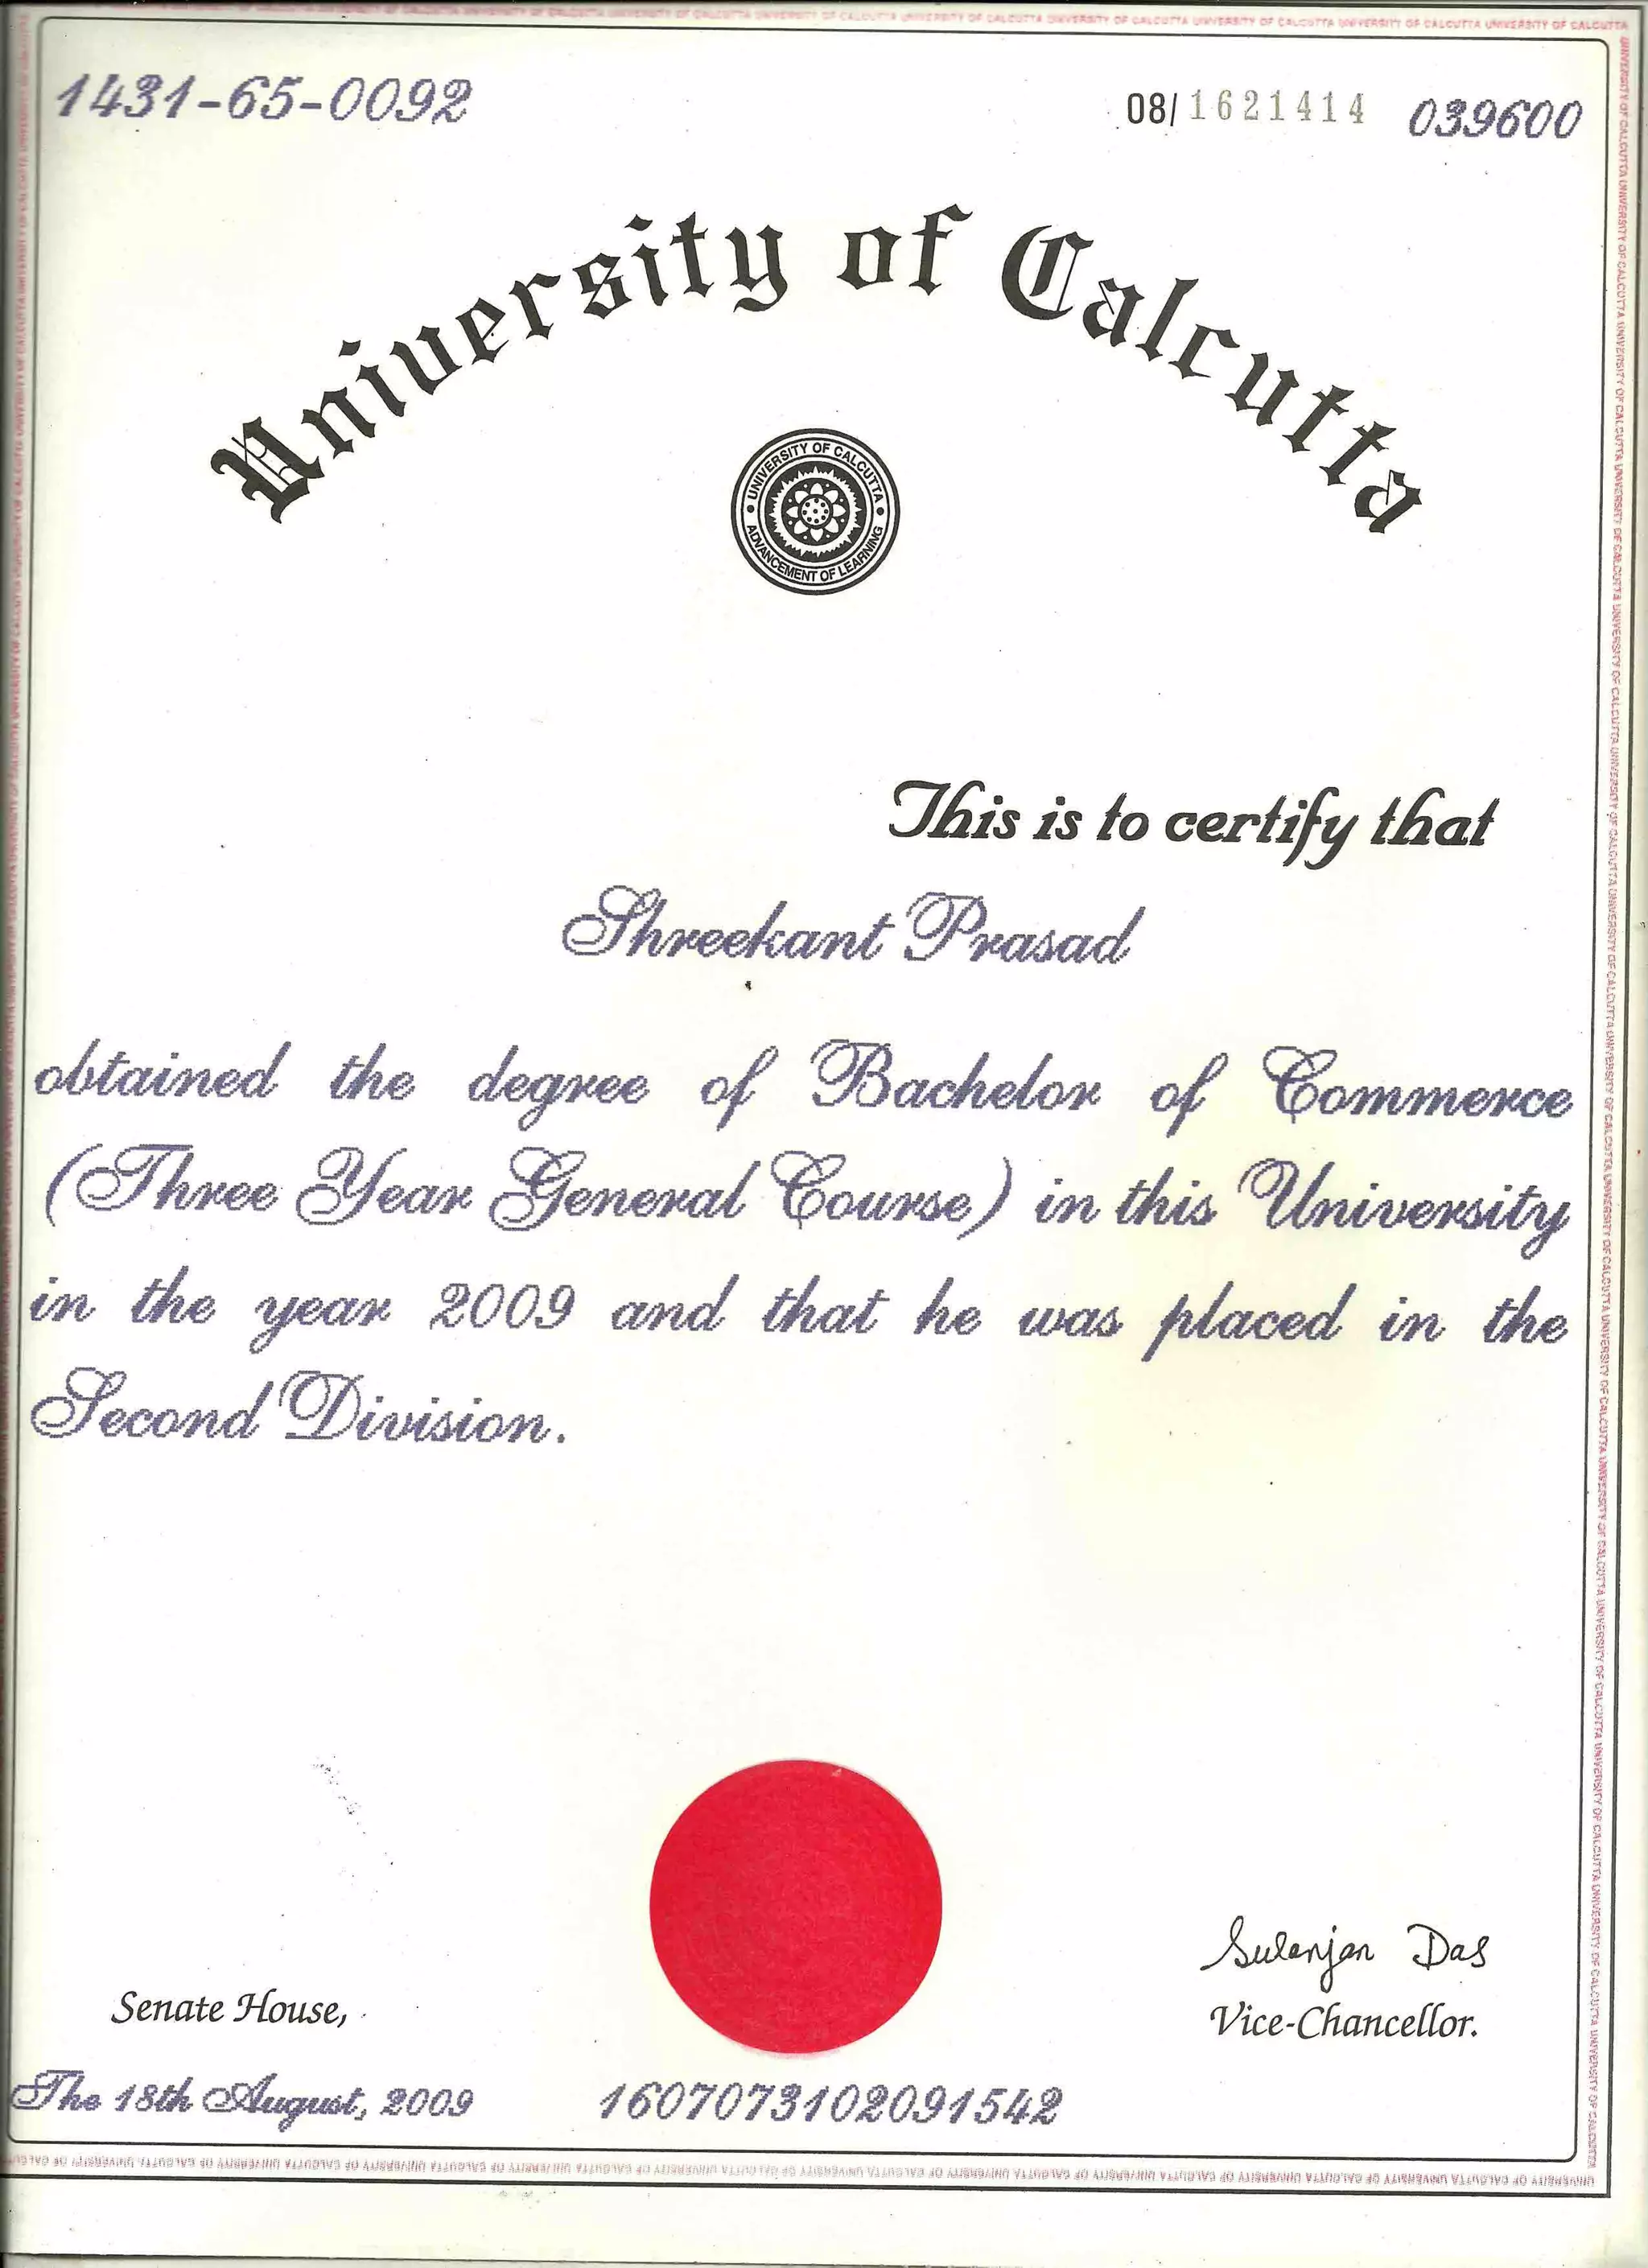 1431-65-0092
08/1621414 039600
University of Calcutta
UNIVERSITY OF CALCUTTA
ADVANCEMENT OF LEARNING
This is to certify that
Shreekant Prasad
obtained the degree of Bachelor of Commerce
(Three Year General Course) in this University
in the year 2009 and that he was placed in the
Second Division.
Suranjan Das
Senate House,
Vice-Chancellor.
The 18th August, 2009
1607073102091542